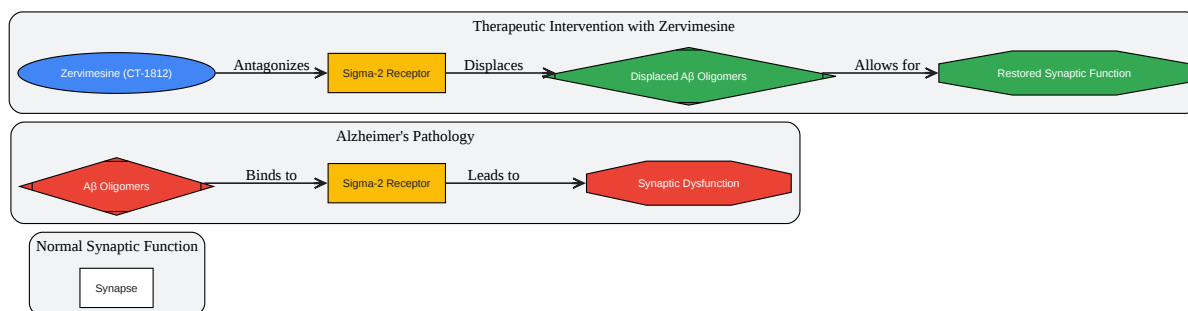 Therapeutic Intervention with Zervimesine
Zervimesine (CT-1812)
Antagonizes
Sigma-2 Receptor
Displaces
Displaced Aβ Oligomers
Allows for
Restored Synaptic Function
Alzheimer's Pathology
Aβ Oligomers
Binds to
Sigma-2 Receptor
Leads to
Synaptic Dysfunction
Normal Synaptic Function
Synapse